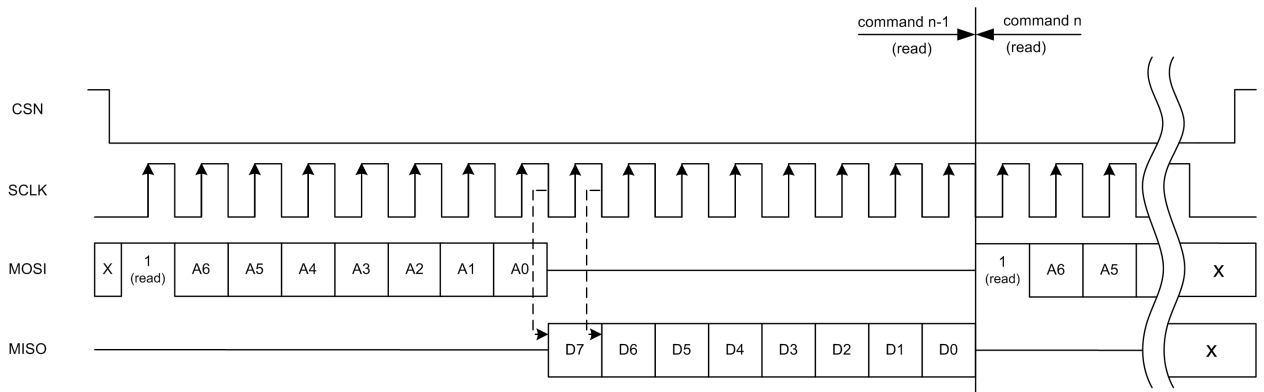 command n-1 command n
(read) (read)
CSN
SCLK
MOSI X 1 (read) A6 A5 A4 A3 A2 A1 A0 1 (read) A6 A5 X
MISO D7 D6 D5 D4 D3 D2 D1 D0 X